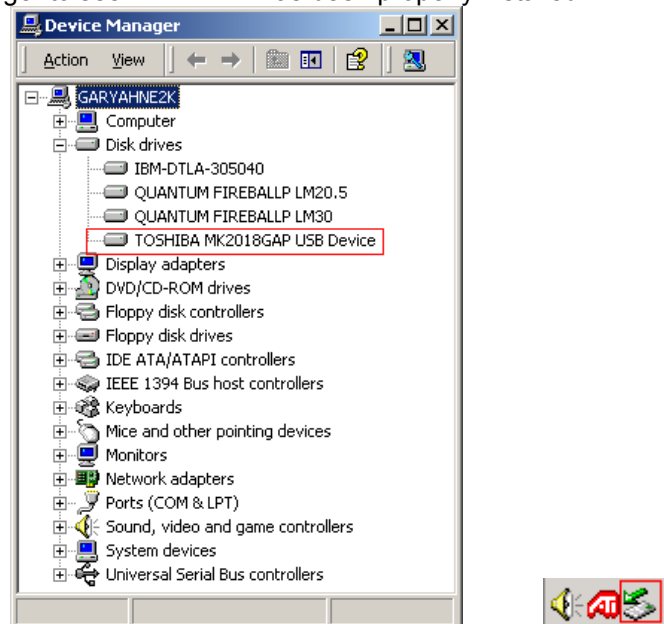 Device Manager
Action View
GARYAHNE2K
Computer
Disk drives
IBM-DTLA-305040
QUANTUM FIREBALLP LM20.5
QUANTUM FIREBALLP LM30
TOSHIBA MK2018GAP USB Device
Display adapters
DVD/CD-ROM drives
Floppy disk controllers
Floppy disk drives
IDE ATA/ATAPI controllers
IEEE 1394 Bus host controllers
Keyboards
Mice and other pointing devices
Monitors
Network adapters
Ports (COM & LPT)
Sound, video and game controllers
System devices
Universal Serial Bus controllers
ATI